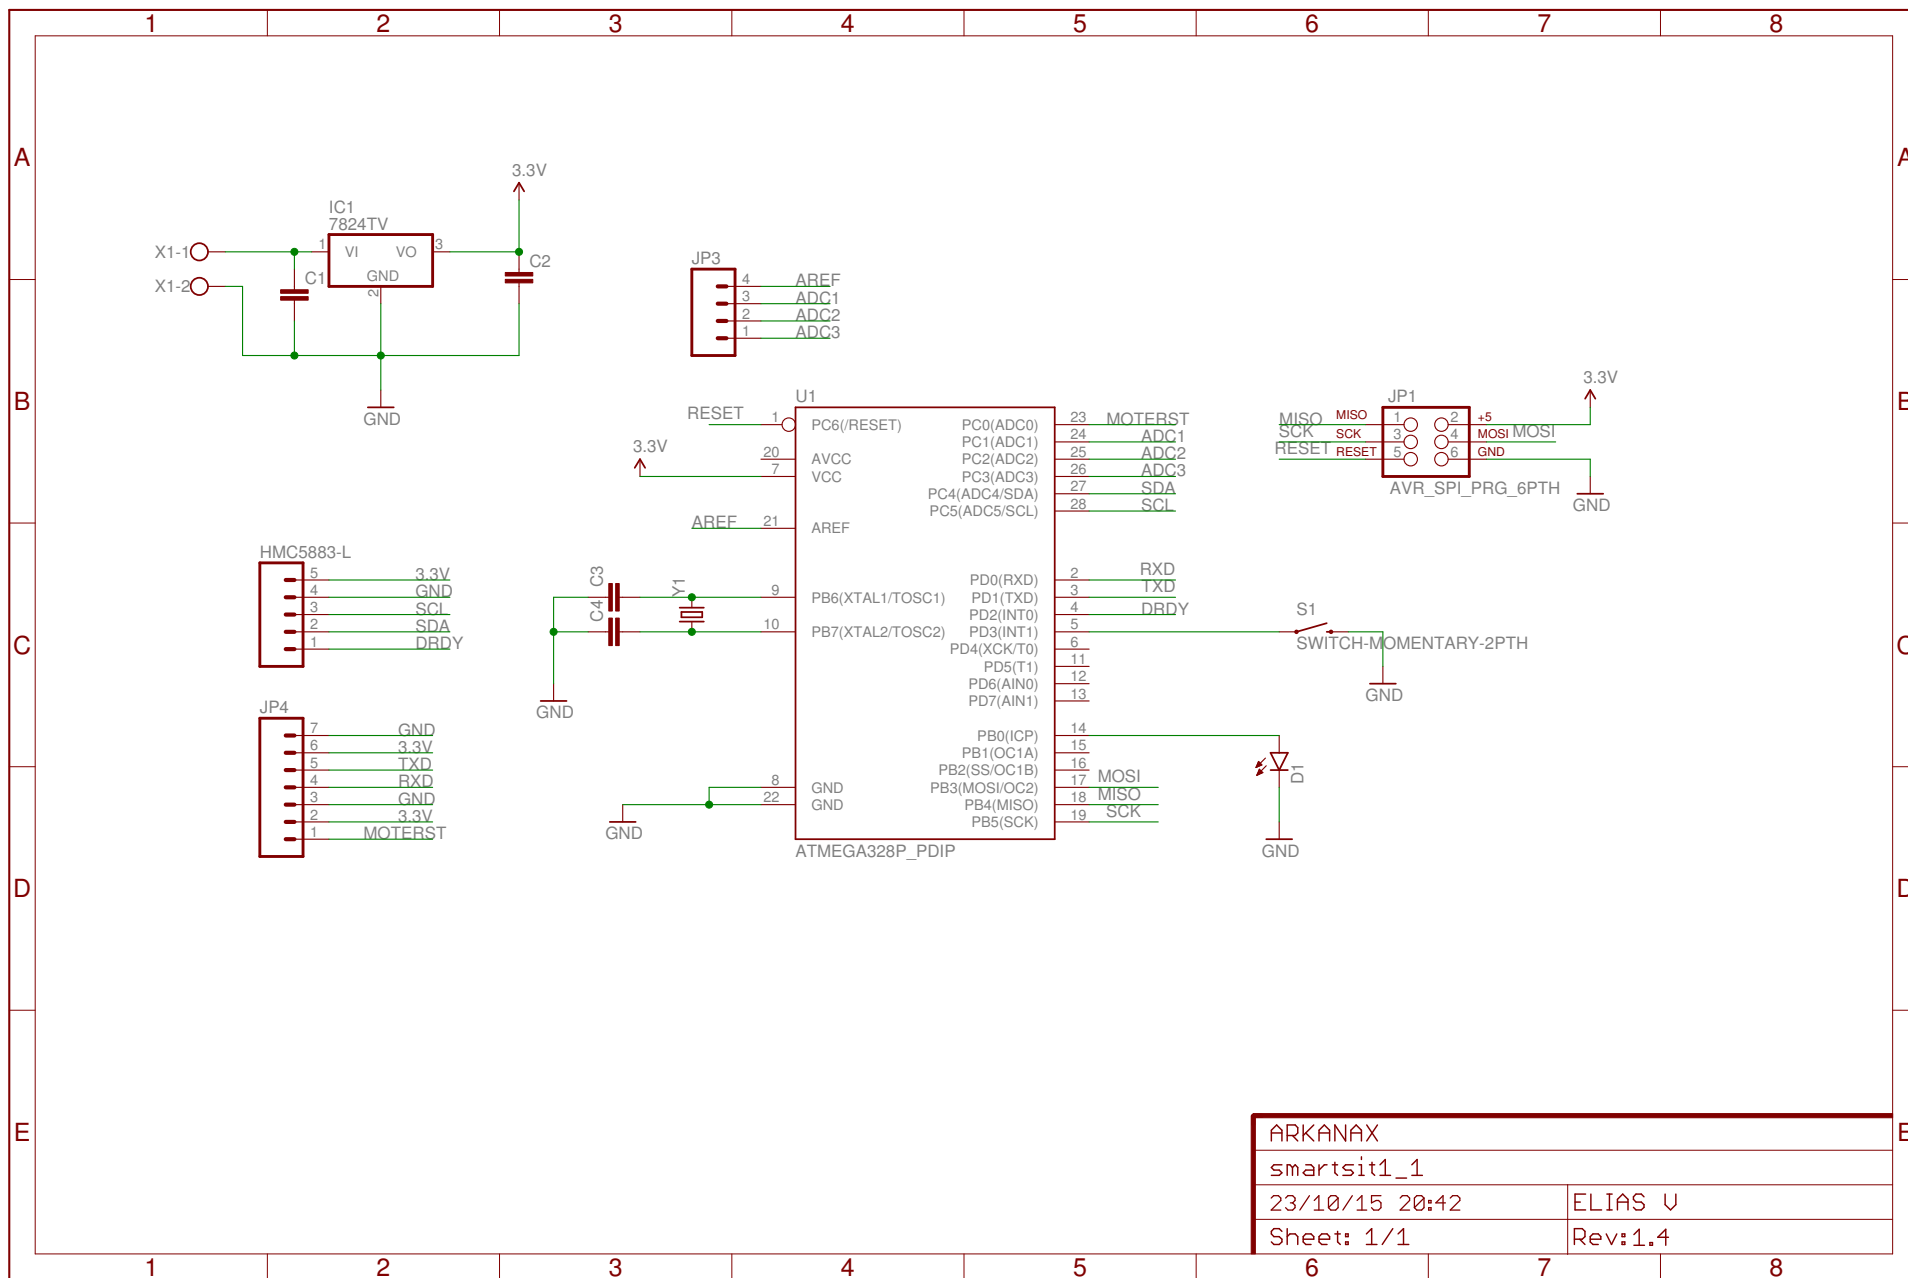 1 2 3 4 5 6 7 8
A A
3.3V
IC1
7824TV
X1-1 1 VI VO 3
C2
X1-2 C1 GND
2
GND
JP3
4 AREF
3 ADC1
2 ADC2
1 ADC3
B B
U1
RESET 1 PC6(/RESET)
3.3V
20 AVCC
7 VCC
AREF 21 AREF
9 PB6(XTAL1/TOSC1)
10 PB7(XTAL2/TOSC2)
C3
C4
Y1
GND
8 GND
22 GND
GND
PC0(ADC0) 23 MOTERST
PC1(ADC1) 24 ADC1
PC2(ADC2) 25 ADC2
PC3(ADC3) 26 ADC3
PC4(ADC4/SDA) 27 SDA
PC5(ADC5/SCL) 28 SCL
PD0(RXD) 2 RXD
PD1(TXD) 3 TXD
PD2(INT0) 4 DRDY
PD3(INT1) 5
PD4(XCK/T0) 6
PD5(T1) 11
PD6(AIN0) 12
PD7(AIN1) 13
PB0(ICP) 14
PB1(OC1A) 15
PB2(SS/OC1B) 16
PB3(MOSI/OC2) 17 MOSI
PB4(MISO) 18 MISO
PB5(SCK) 19 SCK
ATMEGA328P_PDIP
3.3V
JP1
MISO MISO 1 2 +5
SCK SCK 3 4 MOSI MOSI
RESET RESET 5 6 GND
AVR_SPI_PRG_6PTH
GND
S1
SWITCH-MOMENTARY-2PTH
GND
D1
GND
C C
HMC5883-L
5 3.3V
4 GND
3 SCL
2 SDA
1 DRDY
JP4
7 GND
6 3.3V
5 TXD
4 RXD
3 GND
2 3.3V
1 MOTERST
D D
E E
ARKANAX
smartsit1_1
23/10/15 20:42 ELIAS V
Sheet: 1/1 Rev:1.4
1 2 3 4 5 6 7 8